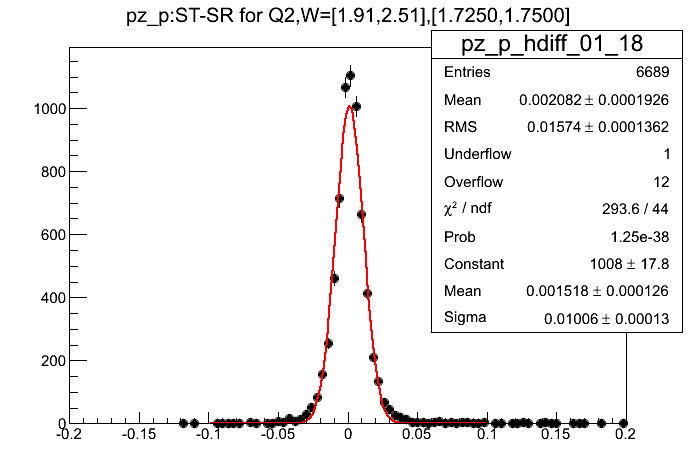 pz_p:ST-SR for Q2,W=[1.91,2.51],[1.7250,1.7500]
pz_p_hdiff_01_18
Entries 6689
Mean 0.002082 ± 0.0001926
RMS 0.01574 ± 0.0001362
Underflow 1
Overflow 12
χ² / ndf 293.6 / 44
Prob 1.25e-38
Constant 1008 ± 17.8
Mean 0.001518 ± 0.000126
Sigma 0.01006 ± 0.00013
1000
800
600
400
200
0
-0.2 -0.15 -0.1 -0.05 0 0.05 0.1 0.15 0.2